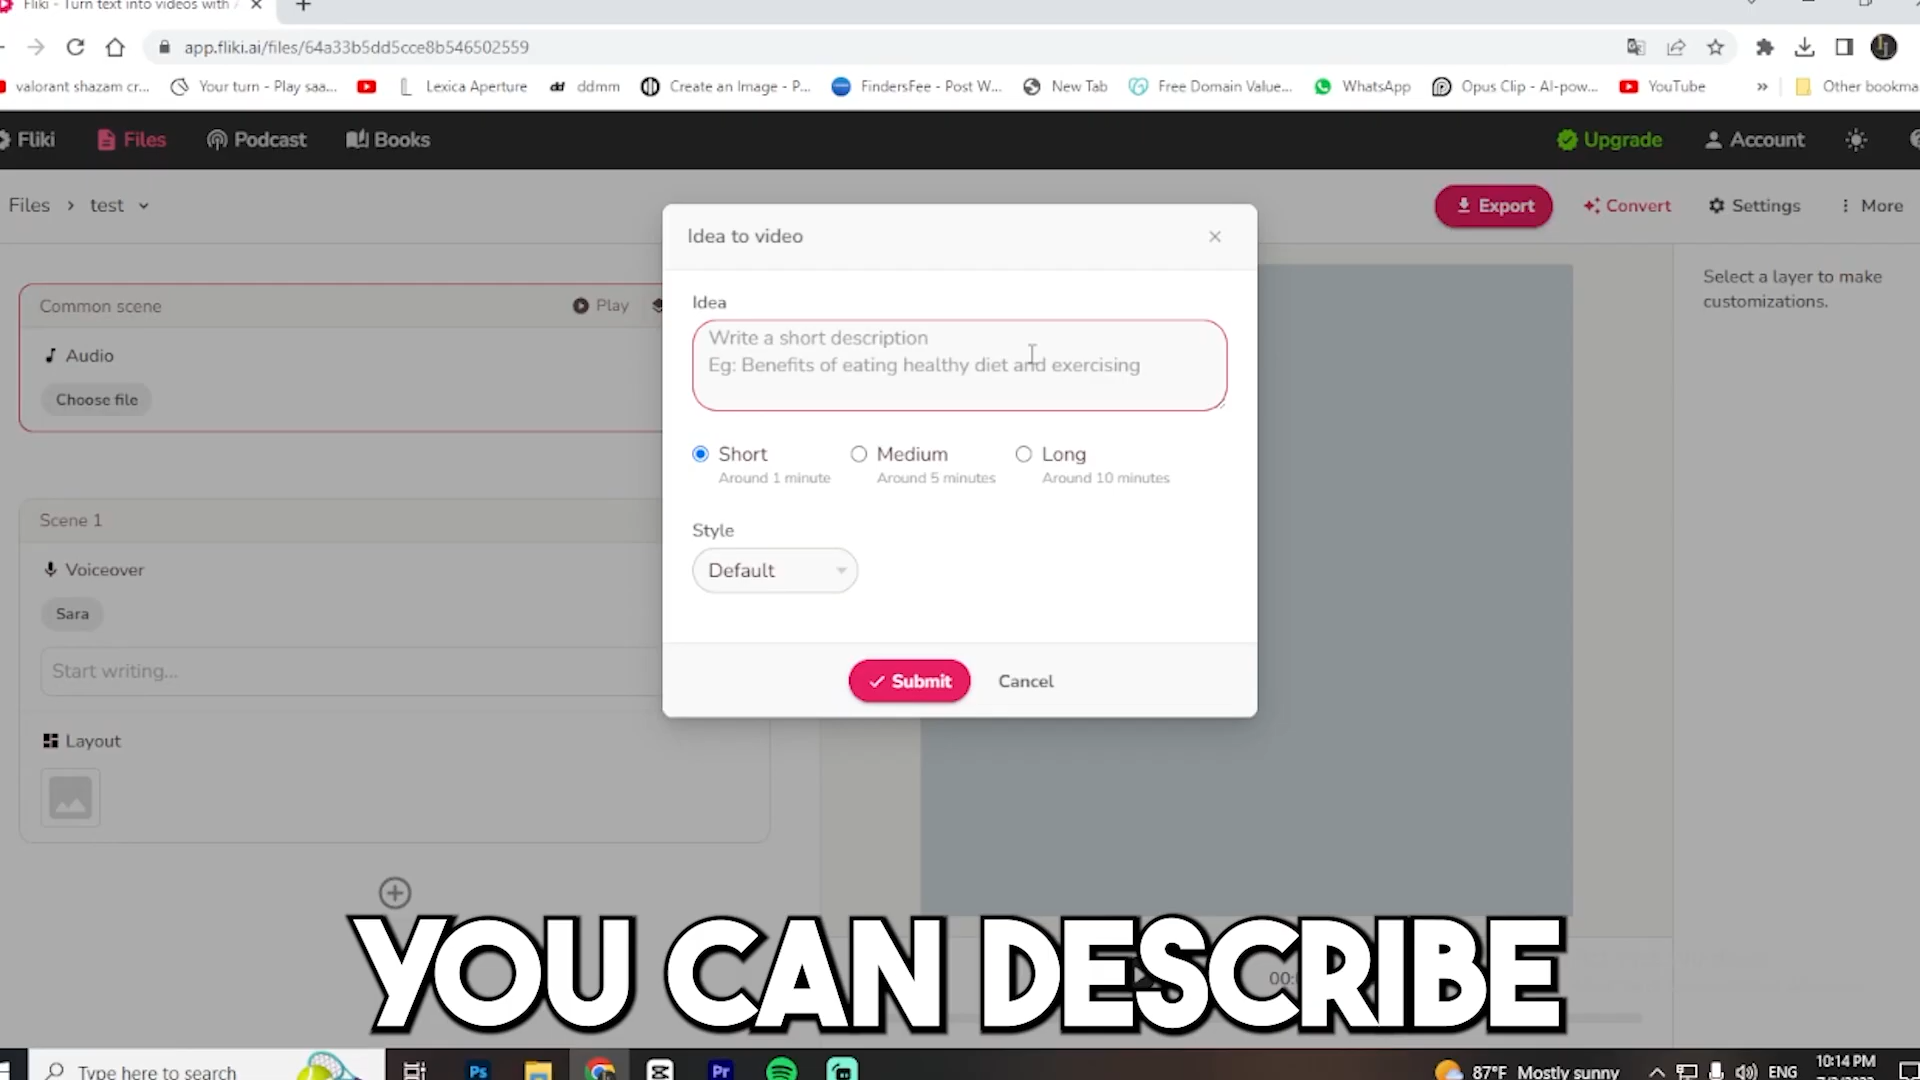 Fliki - Turn text into videos with
app.fliki.ai/files/64a33b5dd5cce8b546502559
valorant shazam cr...
Your turn - Play saa...
Lexica Aperture
dd ddmm
Create an Image - P...
FindersFee - Post W...
New Tab
Free Domain Value...
WhatsApp
Opus Clip - AI-pow...
YouTube
»
Other bookma
Fliki
Files
Podcast
Books
Upgrade
Account
Files > test
Export
Convert
Settings
More
Idea to video
Common scene
Play
Audio
Choose file
Scene 1
Voiceover
Sara
Start writing...
Layout
Idea
Write a short description
Eg: Benefits of eating healthy diet and exercising
Short
Around 1 minute
Medium
Around 5 minutes
Long
Around 10 minutes
Style
Default
Submit
Cancel
Select a layer to make
customizations.
00:
YOU CAN DESCRIBE
Type here to search
Ps
Pr
87°F Mostly sunny
ENG
10:14 PM